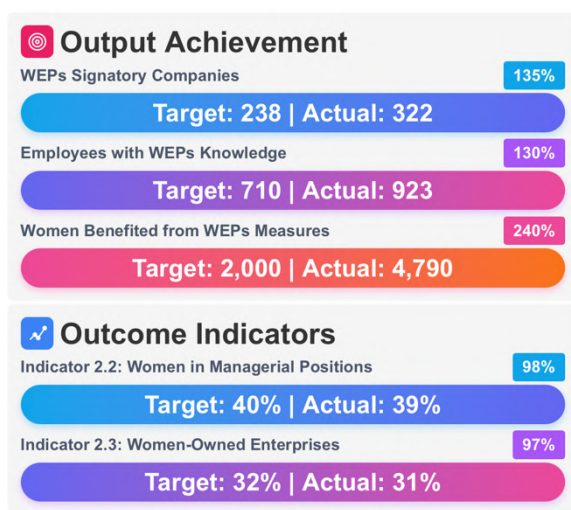 Output Achievement
WEPs Signatory Companies 135%
Target: 238 | Actual: 322
Employees with WEPs Knowledge 130%
Target: 710 | Actual: 923
Women Benefited from WEPs Measures 240%
Target: 2,000 | Actual: 4,790
Outcome Indicators
Indicator 2.2: Women in Managerial Positions 98%
Target: 40% | Actual: 39%
Indicator 2.3: Women-Owned Enterprises 97%
Target: 32% | Actual: 31%